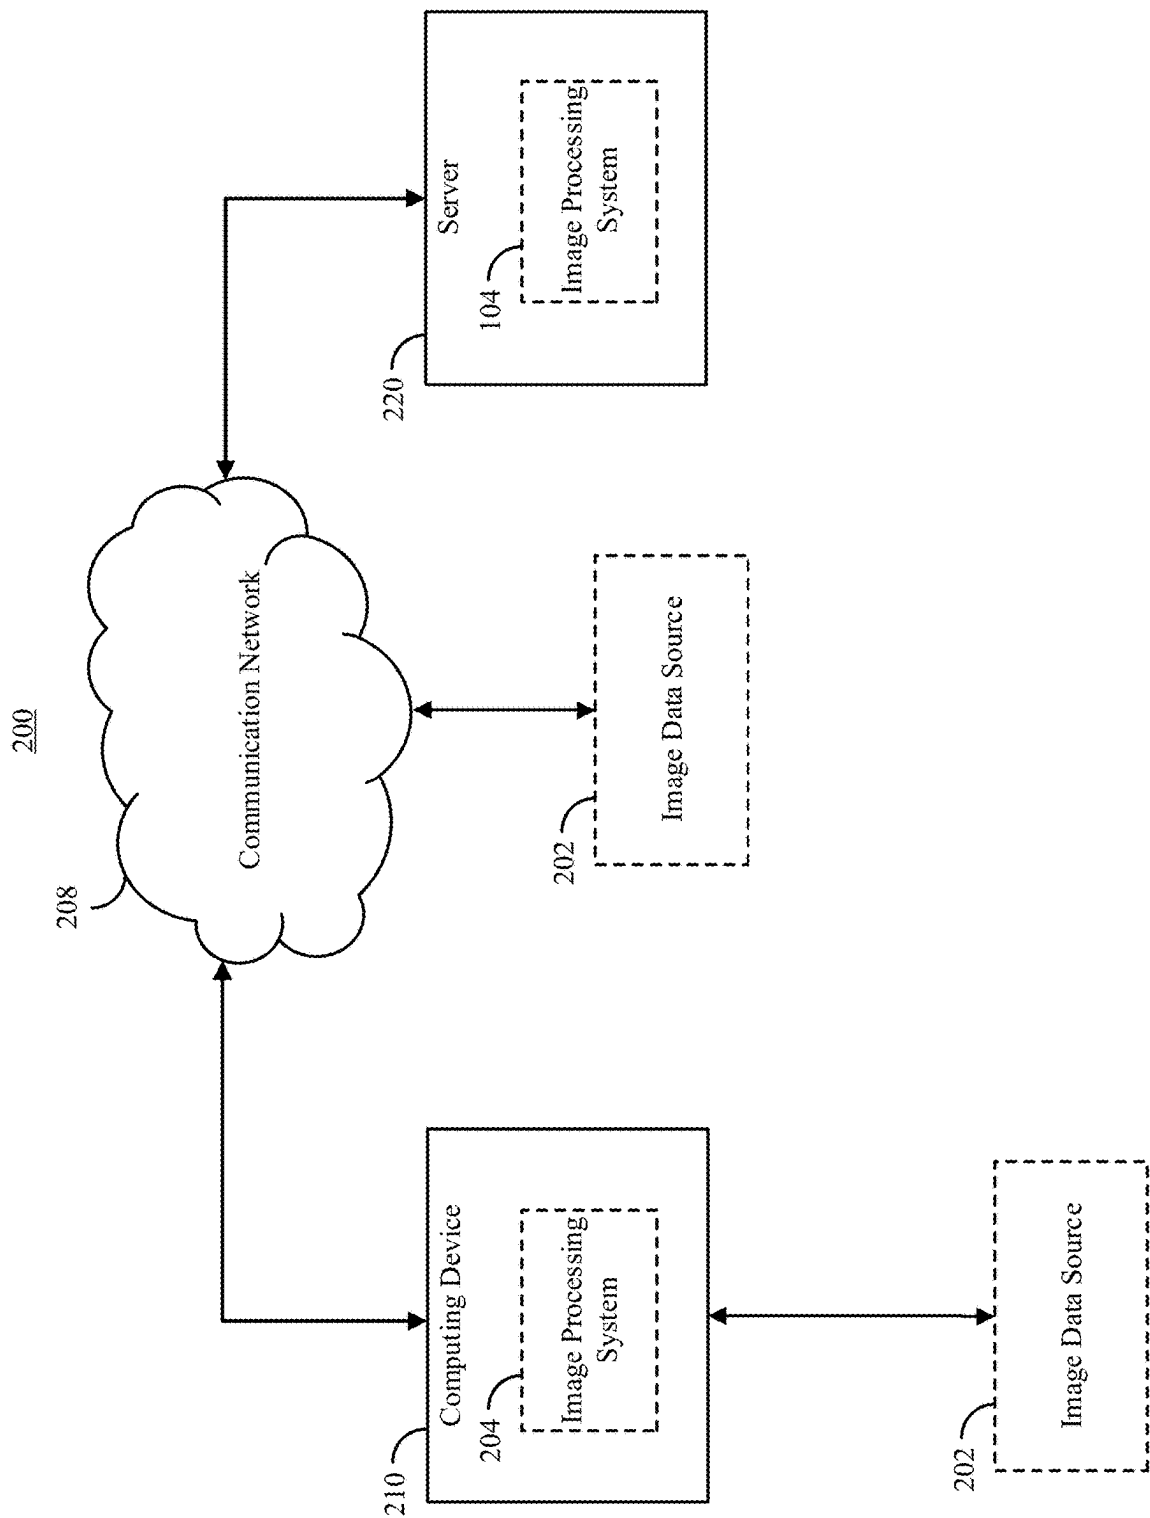 200
208
Communication Network
210
Computing Device
204
Image Processing
System
202
Image Data Source
202
Image Data Source
220
Server
104
Image Processing
System